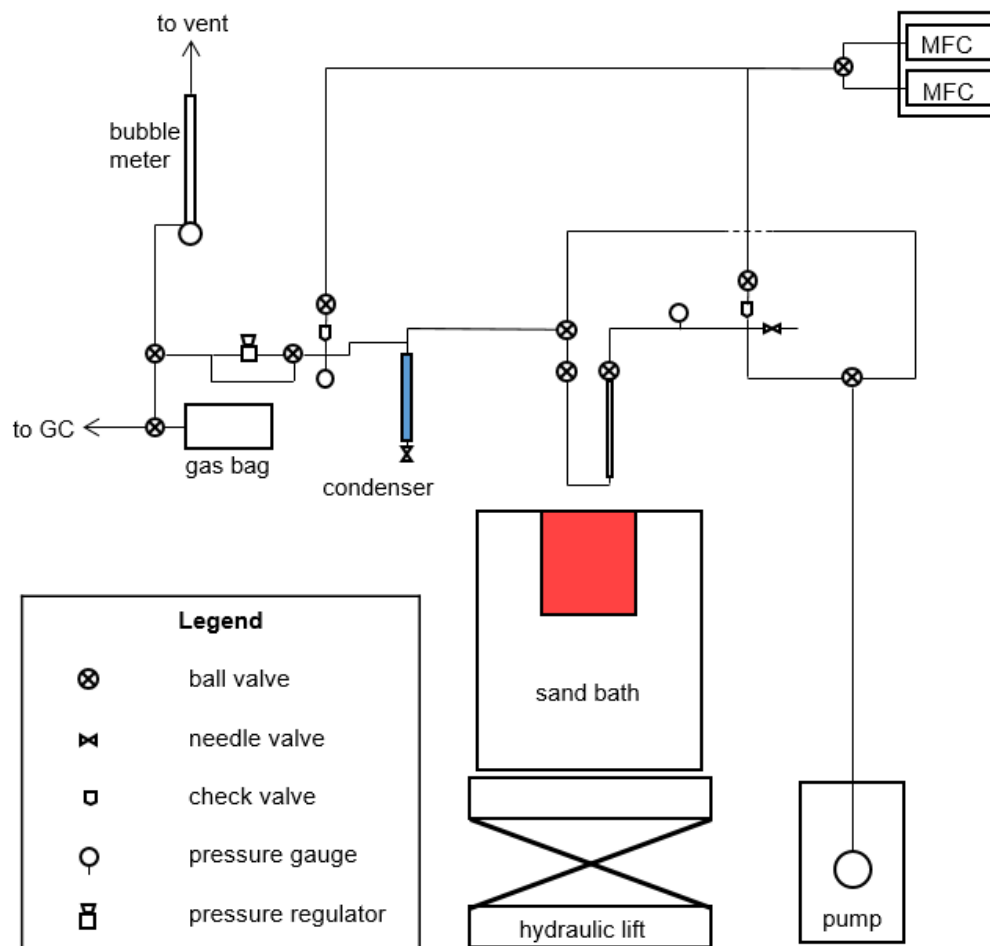 to vent
MFC
MFC
bubble
meter
to GC
gas bag
condenser
Legend
ball valve
needle valve
check valve
pressure gauge
pressure regulator
sand bath
hydraulic lift
pump